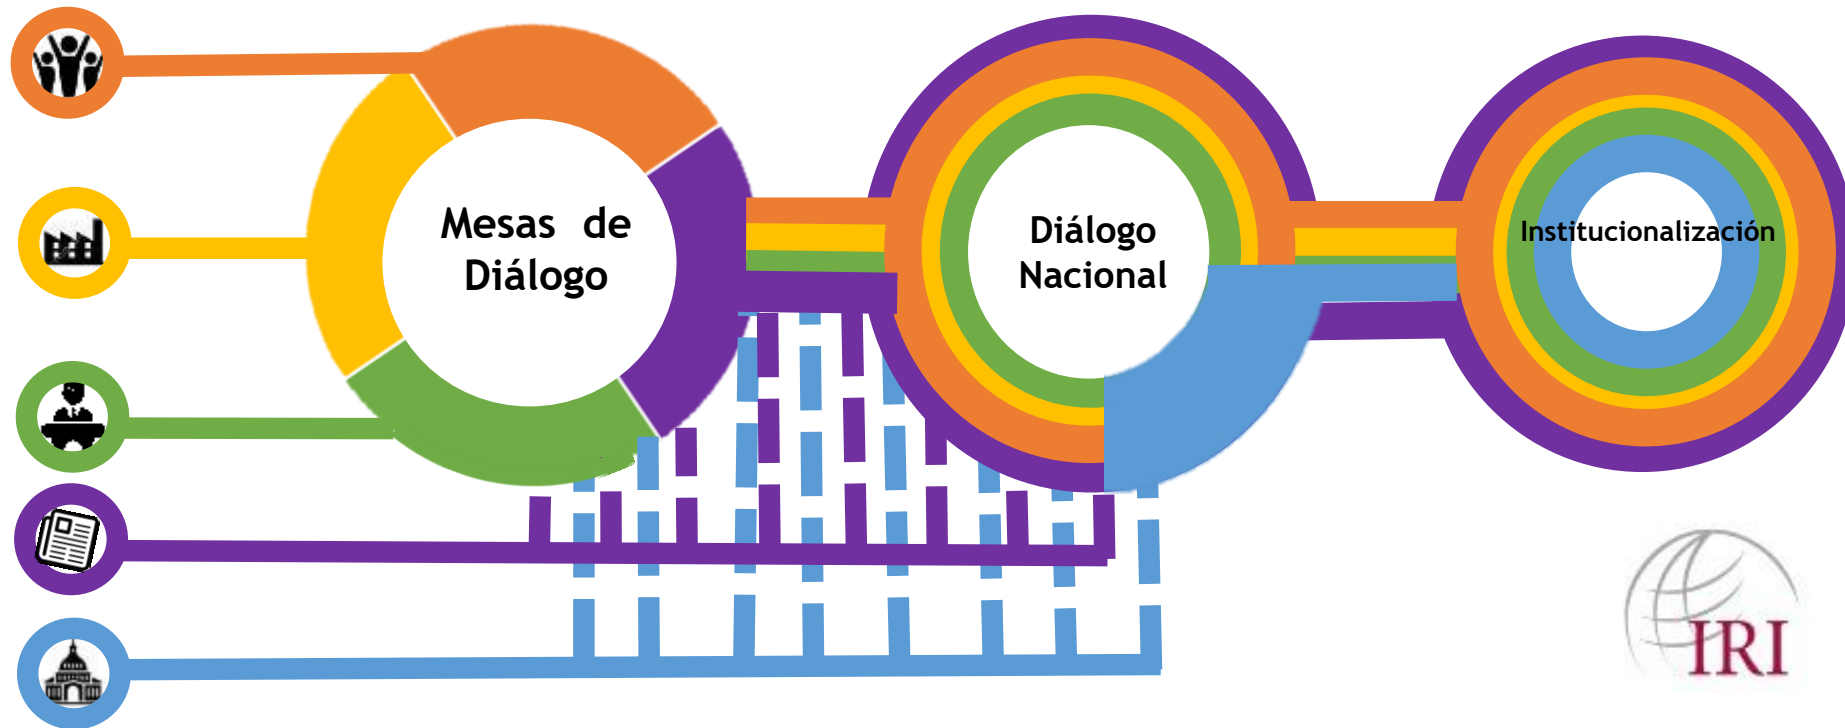 Mesas de
Diálogo
Diálogo
Nacional
Institucionalización
IRI